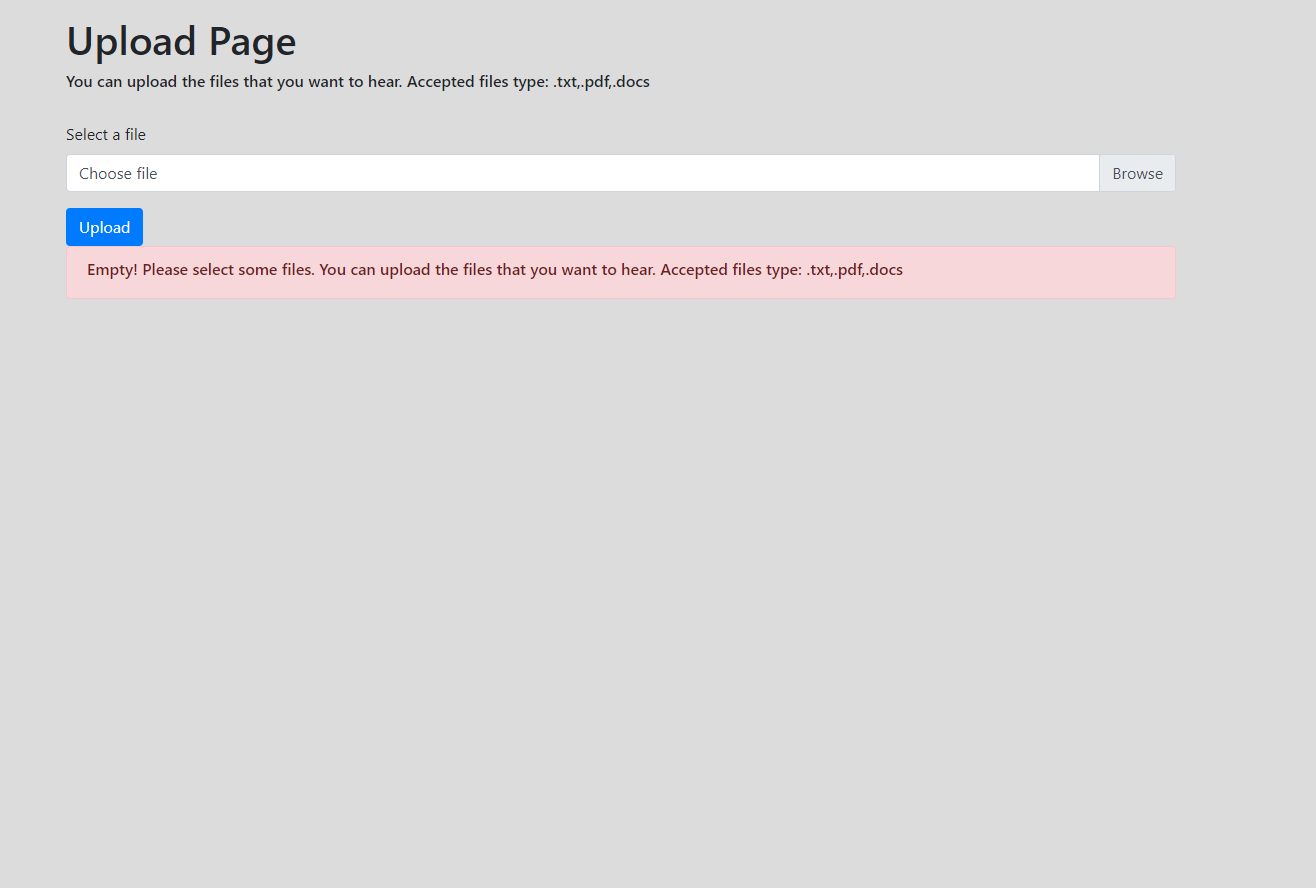 Upload Page
You can upload the files that you want to hear. Accepted files type: .txt,.pdf,.docs
Select a file
Choose file Browse
Upload
Empty! Please select some files. You can upload the files that you want to hear. Accepted files type: .txt,.pdf,.docs